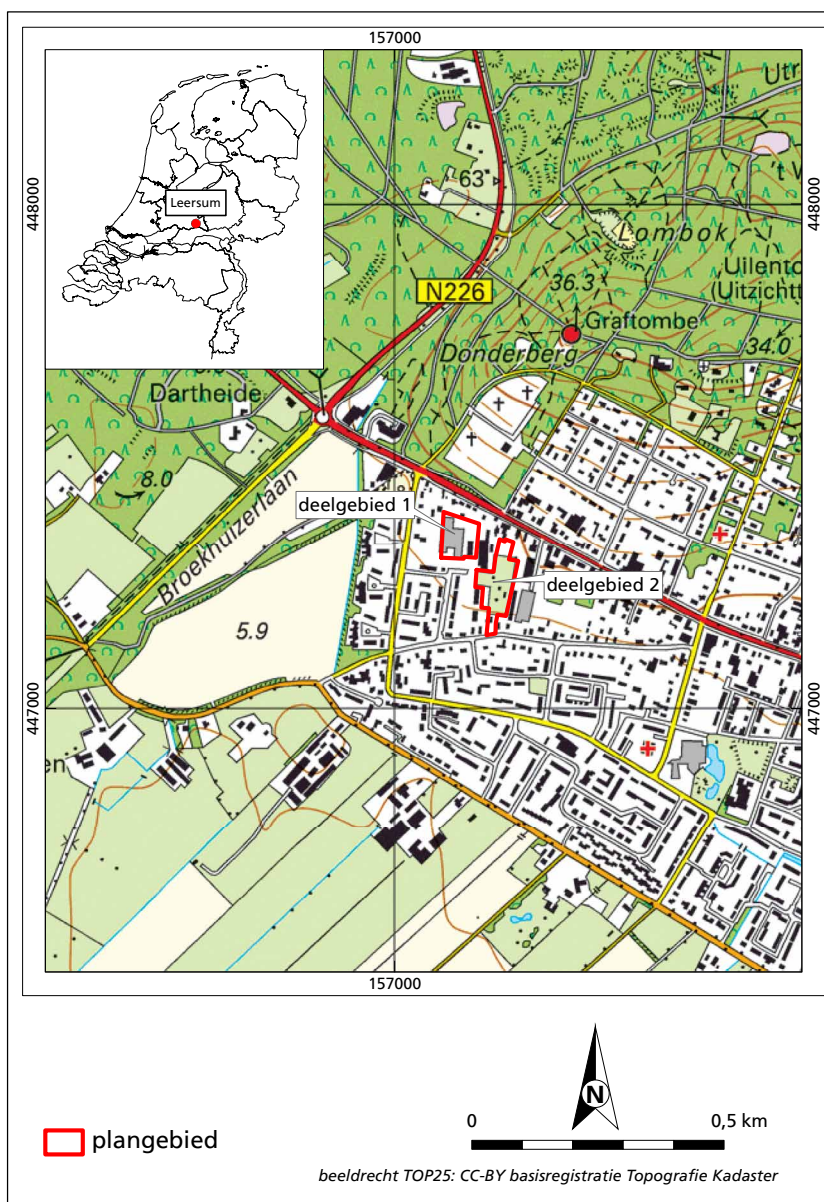 157000
Leersum
448000
448000
Utr
't V
63
Lombok
Uilento
(Uitzichtt
36.3
N226
Graftombe
Donderberg
34.0
Dartheide
8.0
Broekhuizerlaan
deelgebied 1
deelgebied 2
5.9
447000
447000
en
157000
N
plangebied
0
0,5 km
beeldrecht TOP25: CC-BY basisregistratie Topografie Kadaster